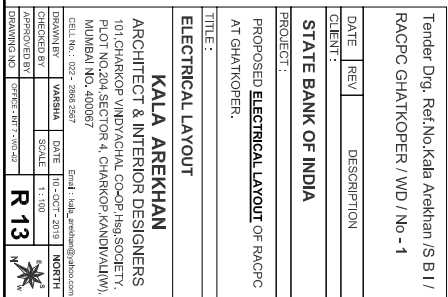 Tender Drg. Ref.No.Kala Arekhan /S B I /
RACPC GHATKOPER / WD / No - 1
DATE REV DESCRIPTION
CLIENT :
STATE BANK OF INDIA
PROJECT :
PROPOSED ELECTRICAL LAYOUT OF RACPC
AT GHATKOPER.
TITLE :
ELECTRICAL LAYOUT
KALA AREKHAN
ARCHITECT & INTERIOR DESIGNERS
101,CHARKOP VINDYACHAL CO-OP.Hsg.SOCIETY,
PLOT NO.204,SECTOR 4, CHARKOP,KANDIVALI(W),
MUMBAI NO. 400067
CELL No.: 022 - 2868 2567 Email : kala_arekhan@yahoo.com
DRAWN BY VARSHA DATE 10 - OCT - 2019 NORTH
CHECKED BY SCALE 1 : 100
APPROVED BY
DRAWING NO OFFICE - INT 7 - WD-402 R 13